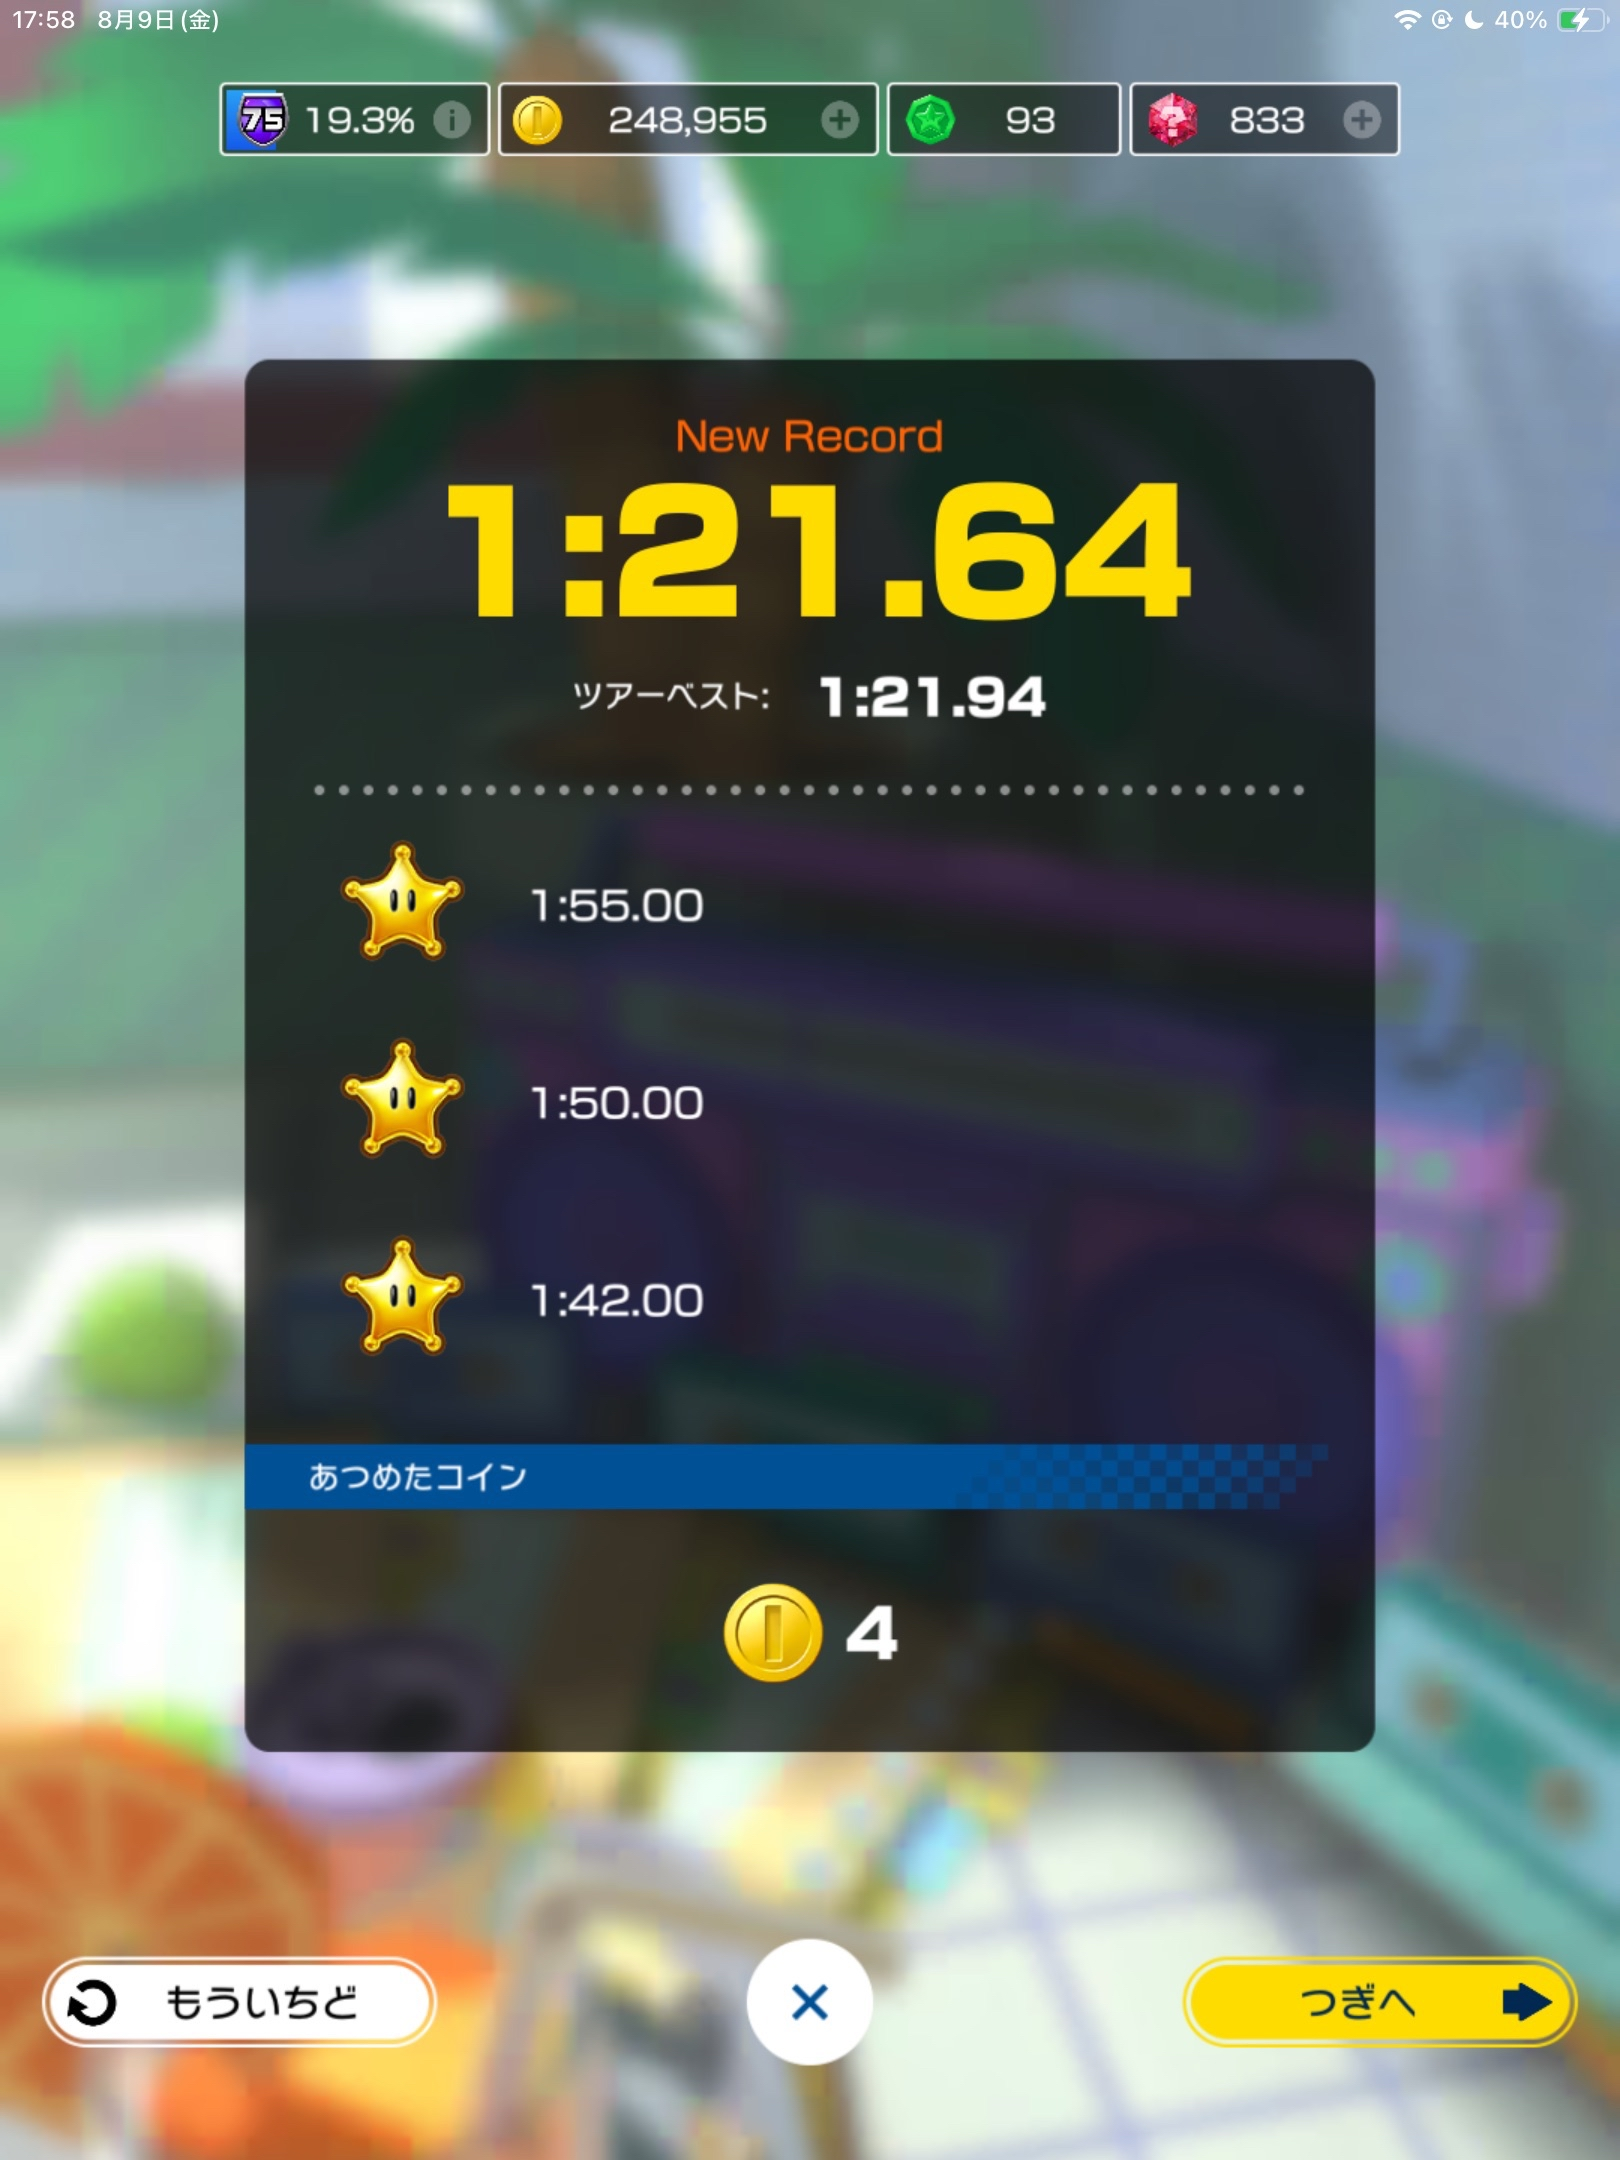 17:58 8月9日(金) 40%
75 19.3% i 248,955 + 93 ? 833 +
New Record
1:21.64
ツアーベスト: 1:21.94
1:55.00
1:50.00
1:42.00
あつめたコイン
4
もういちど × つぎへ